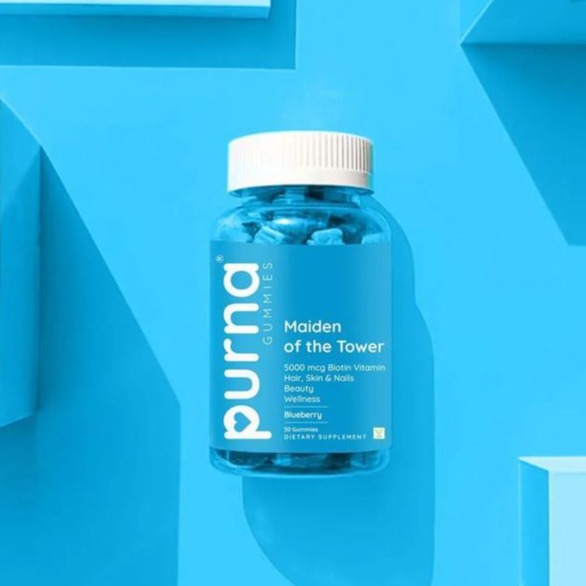 purna®
GUMMIES
Maiden
of the Tower
5000 mcg Biotin Vitamin
Hair, Skin & Nails
Beauty
Wellness
Blueberry
30 Gummies
DIETARY SUPPLEMENT